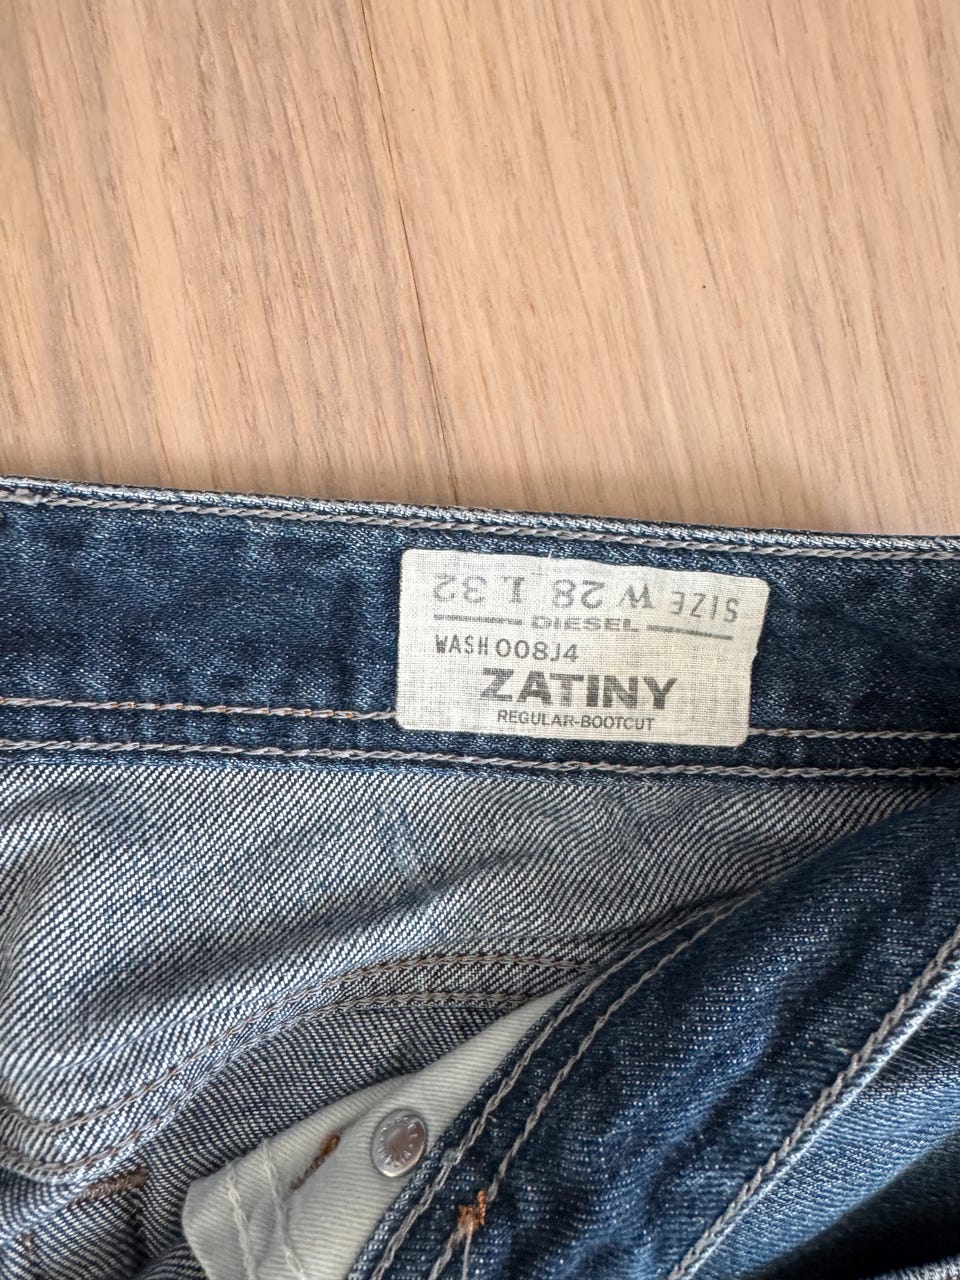 SIZE W 28 L 32
DIESEL
WASH 008J4
ZATINY
REGULAR-BOOTCUT